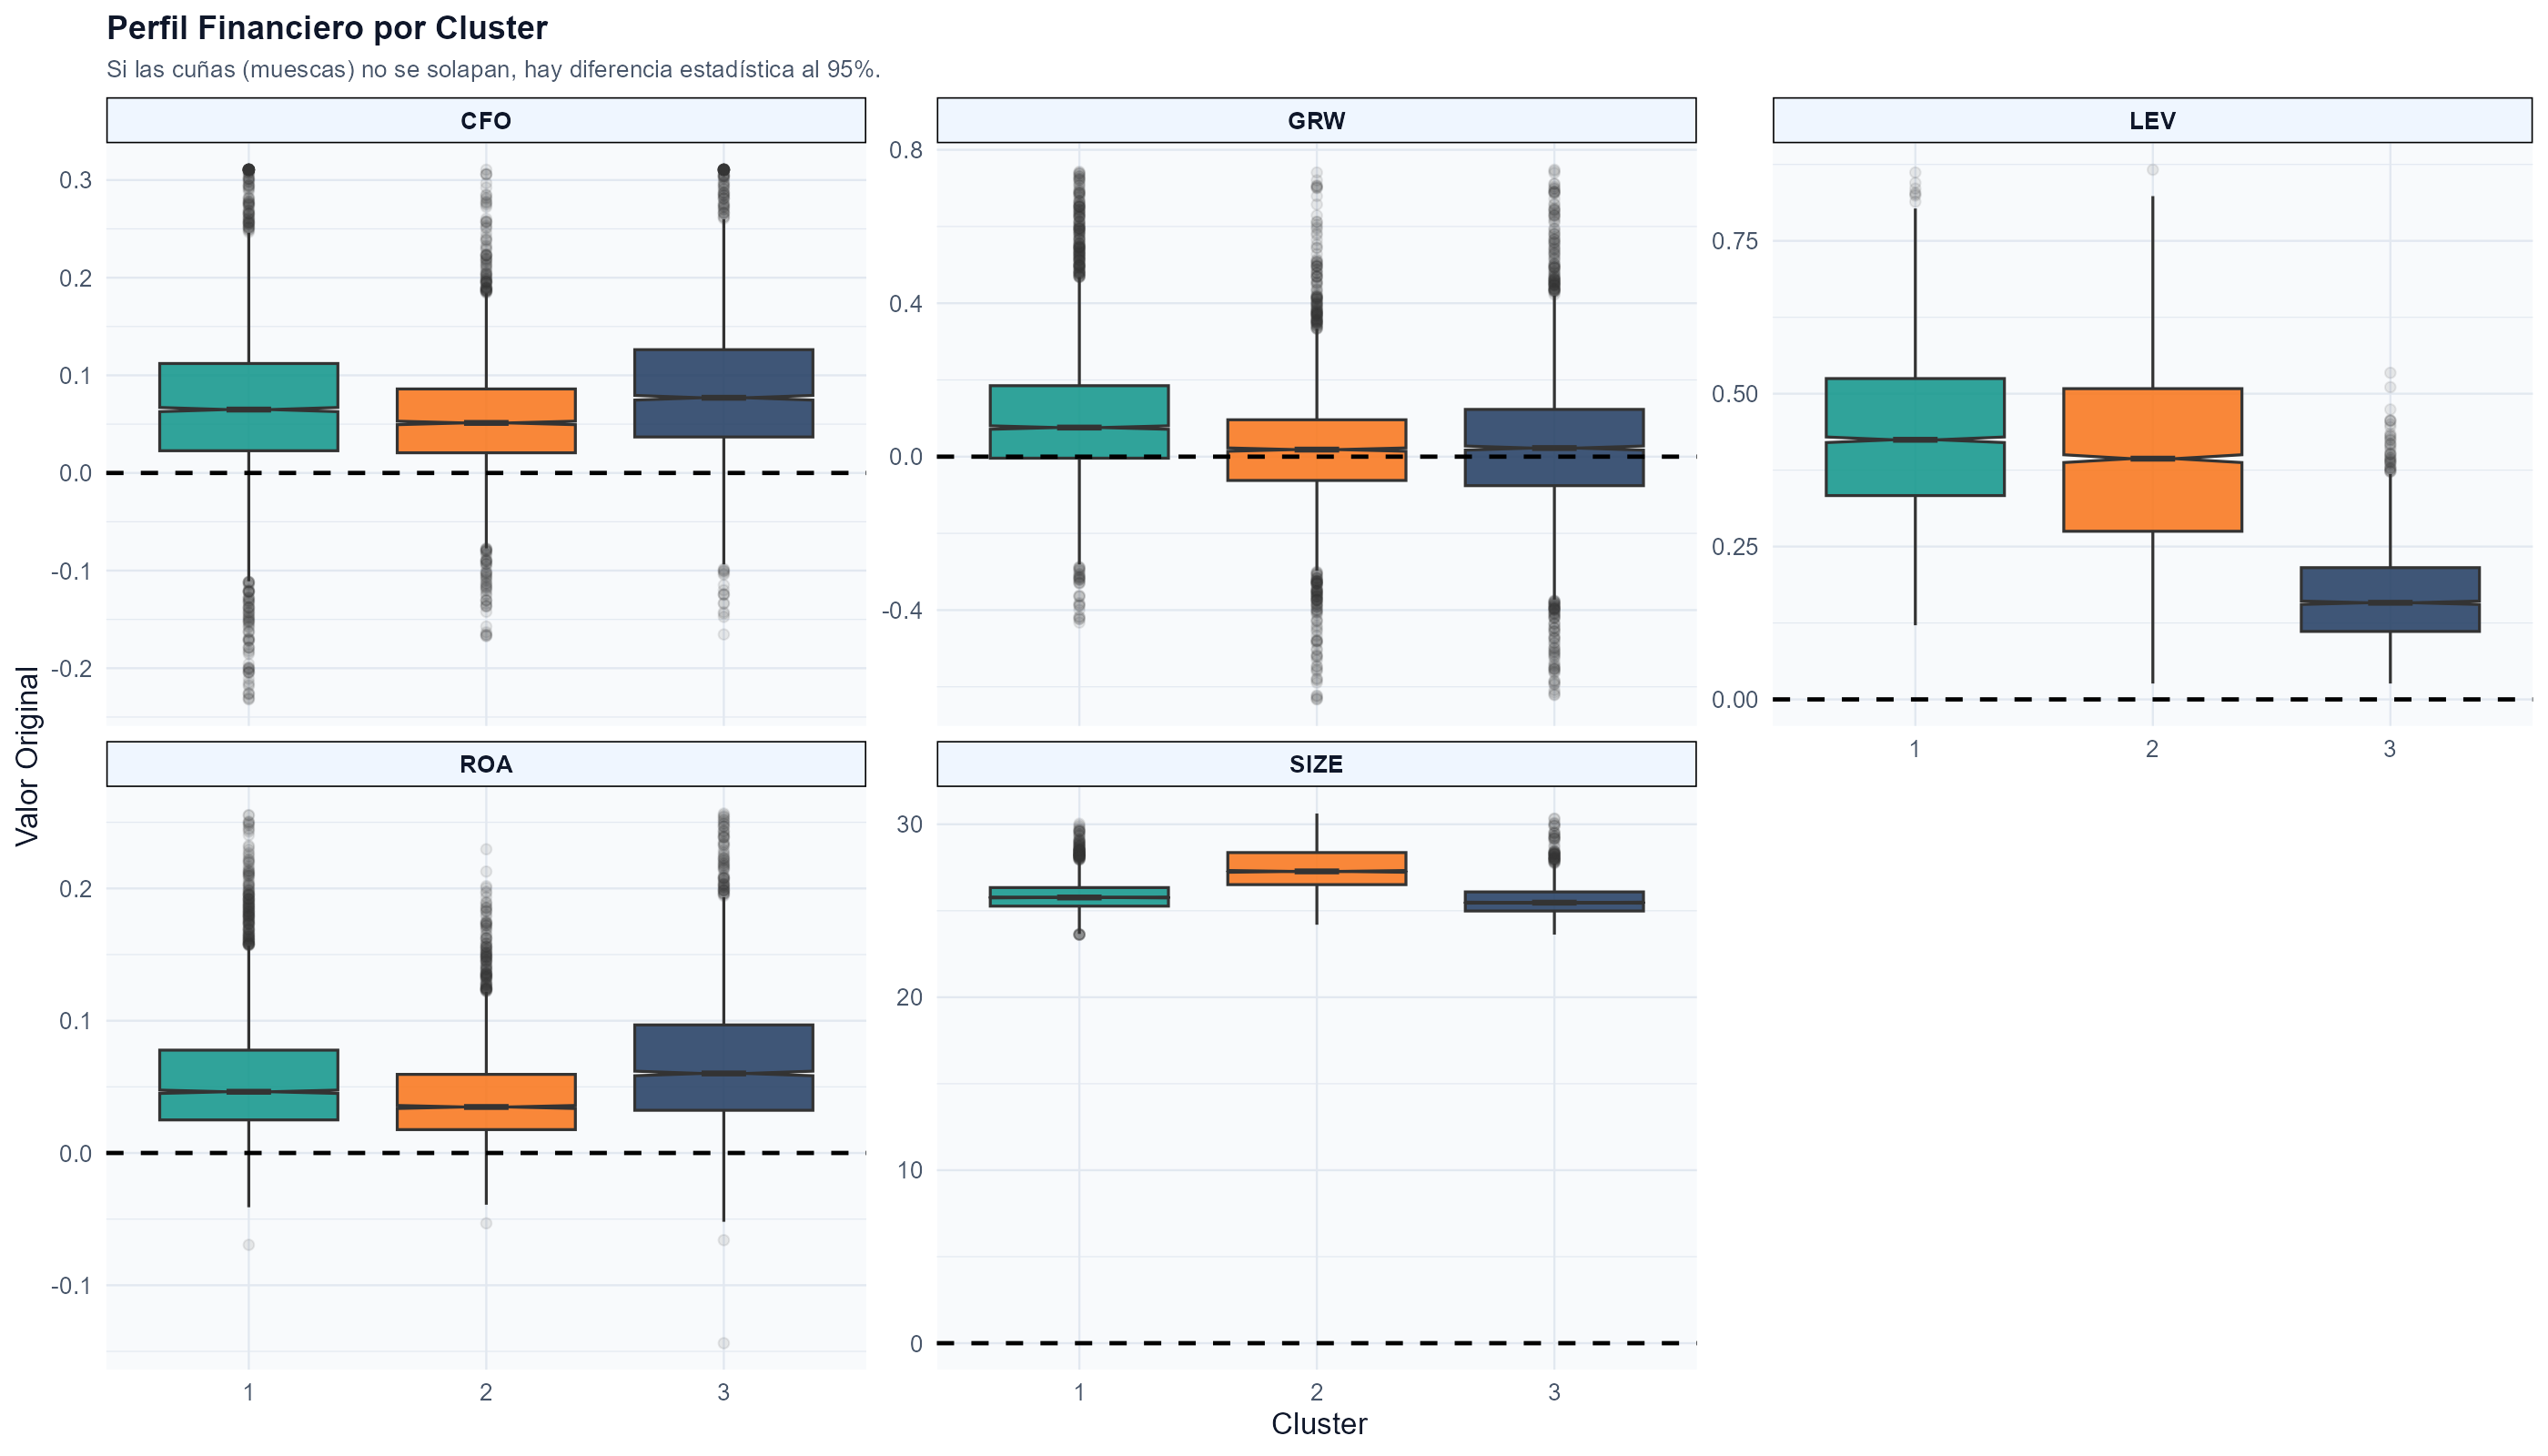 Perfil Financiero por Cluster
Si las cuñas (muescas) no se solapan, hay diferencia estadística al 95%.
Valor Original
CFO
0.3
0.2
0.1
0.0
-0.1
-0.2
GRW
0.8
0.4
0.0
-0.4
LEV
0.75
0.50
0.25
0.00
1 2 3
ROA
0.2
0.1
0.0
-0.1
1 2 3
SIZE
30
20
10
0
1 2 3
Cluster